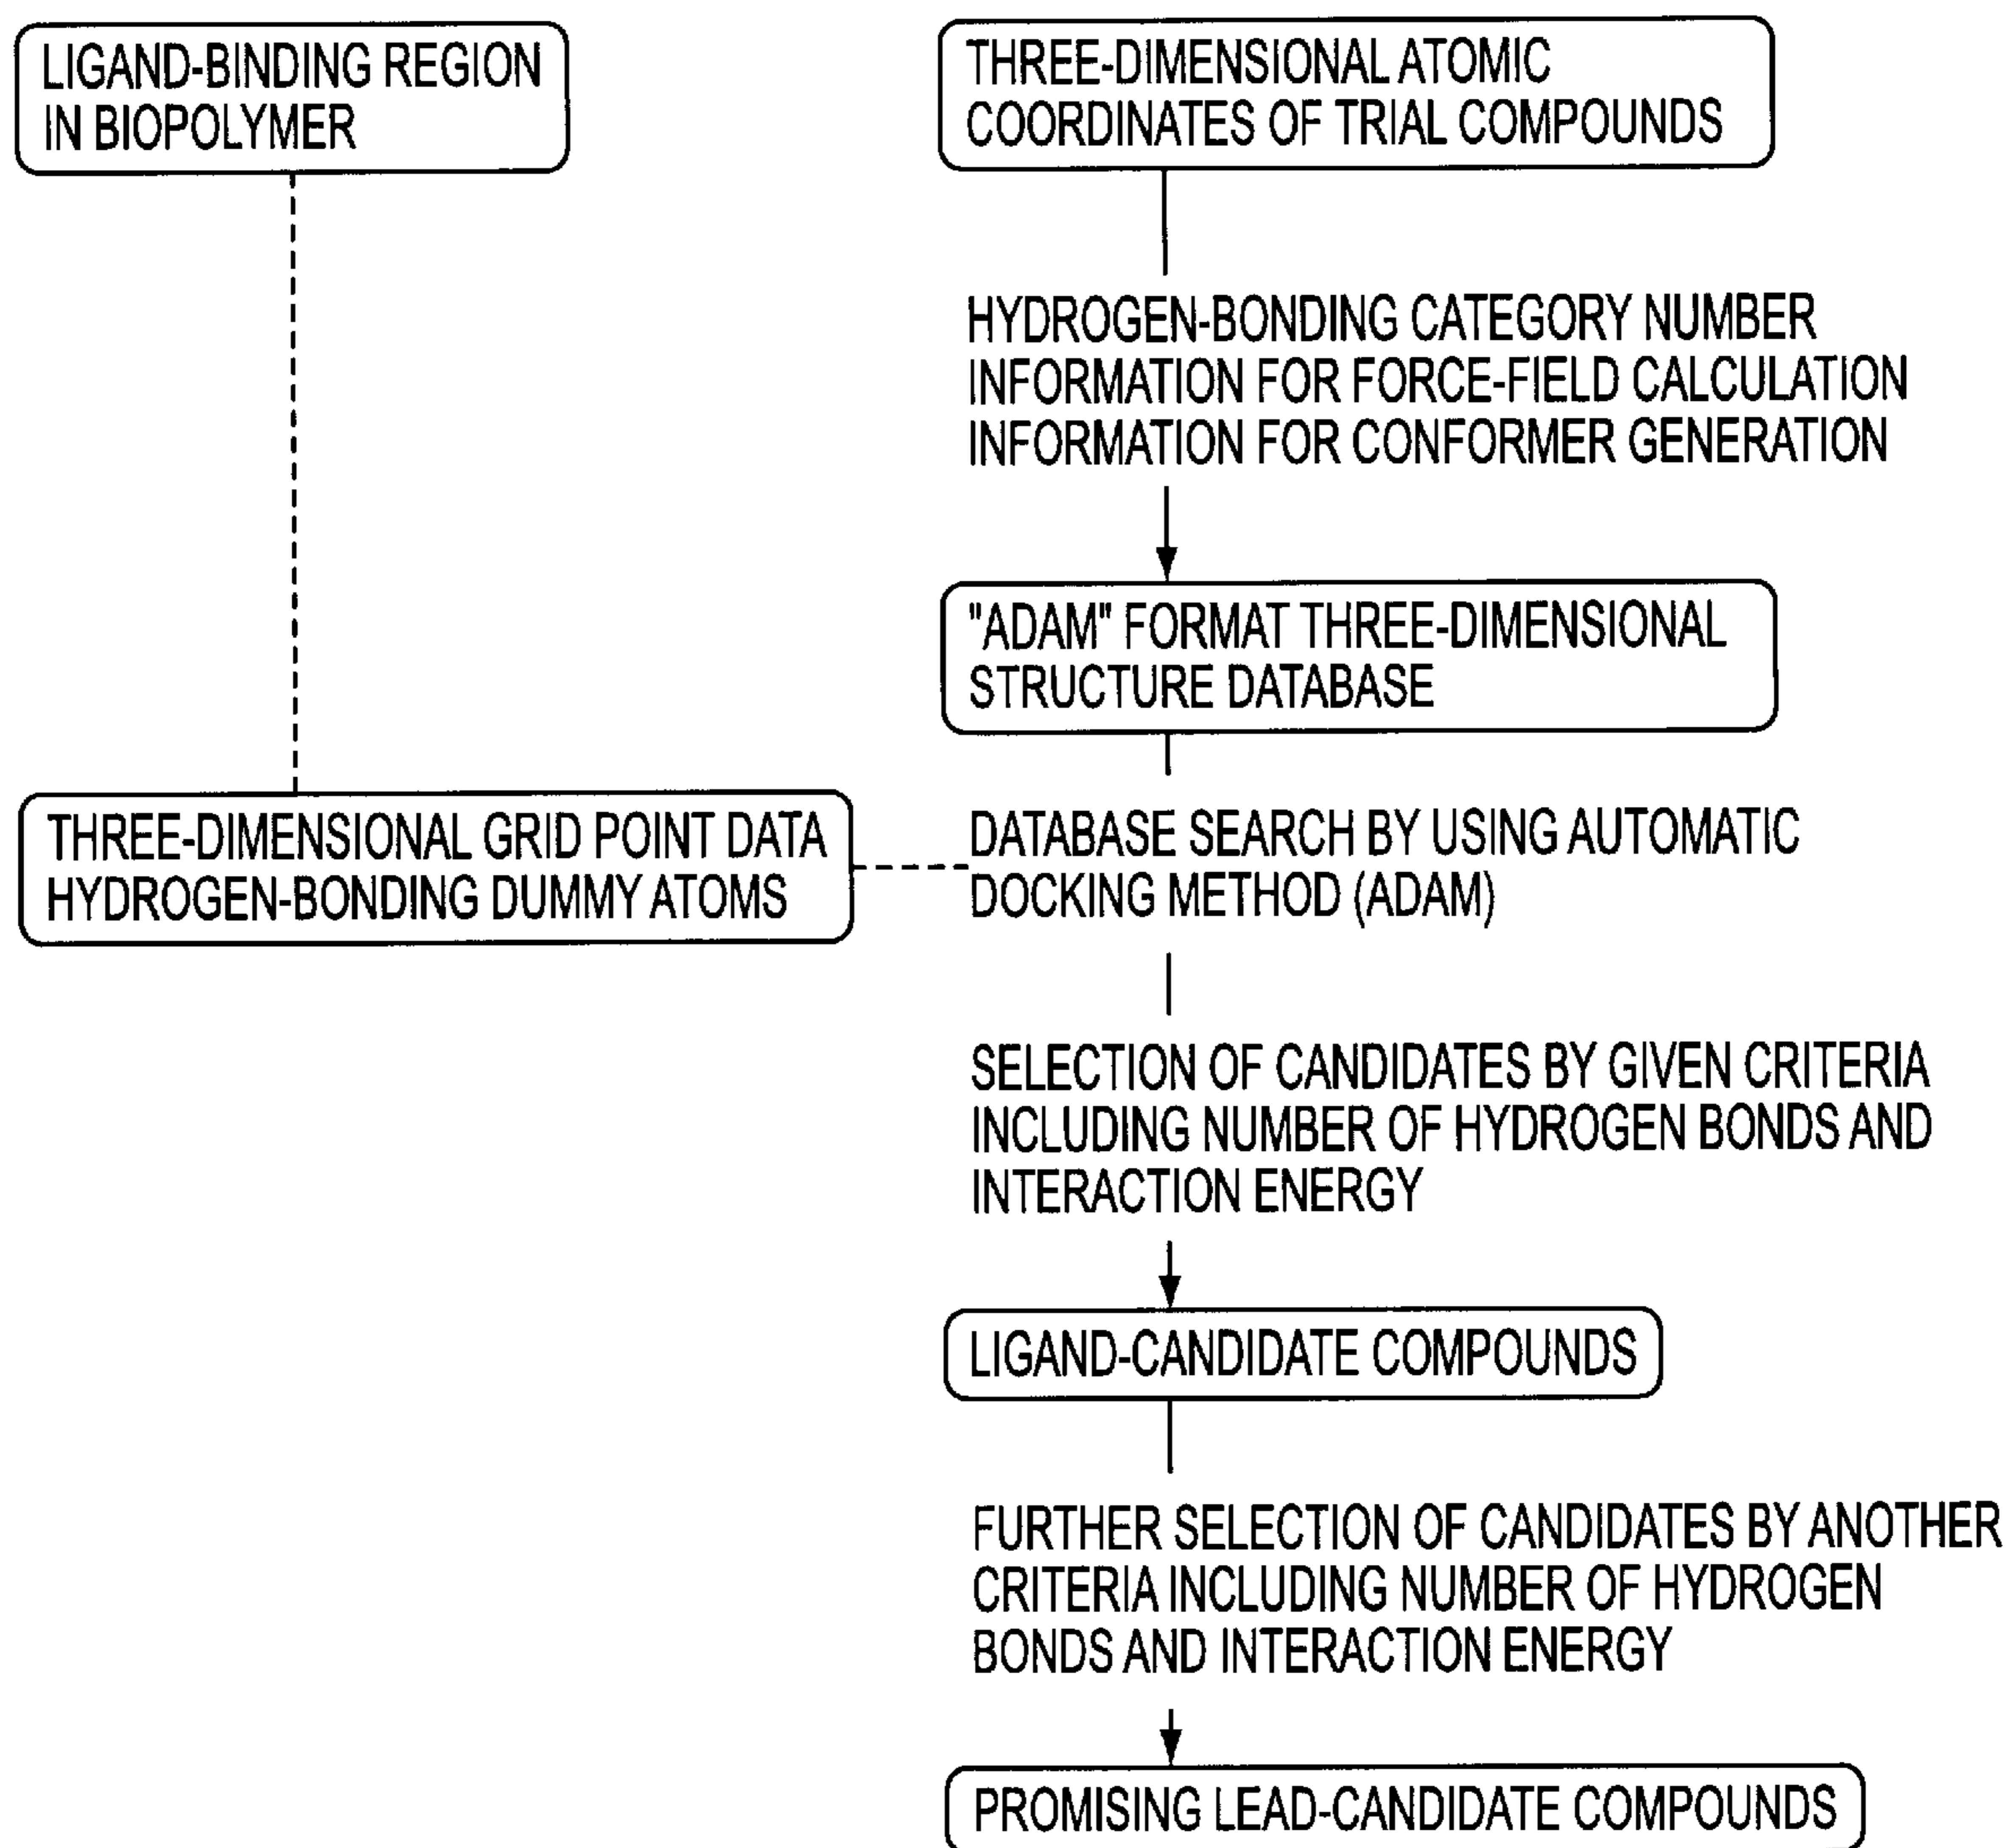 LIGAND-BINDING REGION
IN BIOPOLYMER
THREE-DIMENSIONAL ATOMIC
COORDINATES OF TRIAL COMPOUNDS
HYDROGEN-BONDING CATEGORY NUMBER
INFORMATION FOR FORCE-FIELD CALCULATION
INFORMATION FOR CONFORMER GENERATION
"ADAM" FORMAT THREE-DIMENSIONAL
STRUCTURE DATABASE
THREE-DIMENSIONAL GRID POINT DATA
HYDROGEN-BONDING DUMMY ATOMS
DATABASE SEARCH BY USING AUTOMATIC
DOCKING METHOD (ADAM)
SELECTION OF CANDIDATES BY GIVEN CRITERIA
INCLUDING NUMBER OF HYDROGEN BONDS AND
INTERACTION ENERGY
LIGAND-CANDIDATE COMPOUNDS
FURTHER SELECTION OF CANDIDATES BY ANOTHER
CRITERIA INCLUDING NUMBER OF HYDROGEN
BONDS AND INTERACTION ENERGY
PROMISING LEAD-CANDIDATE COMPOUNDS